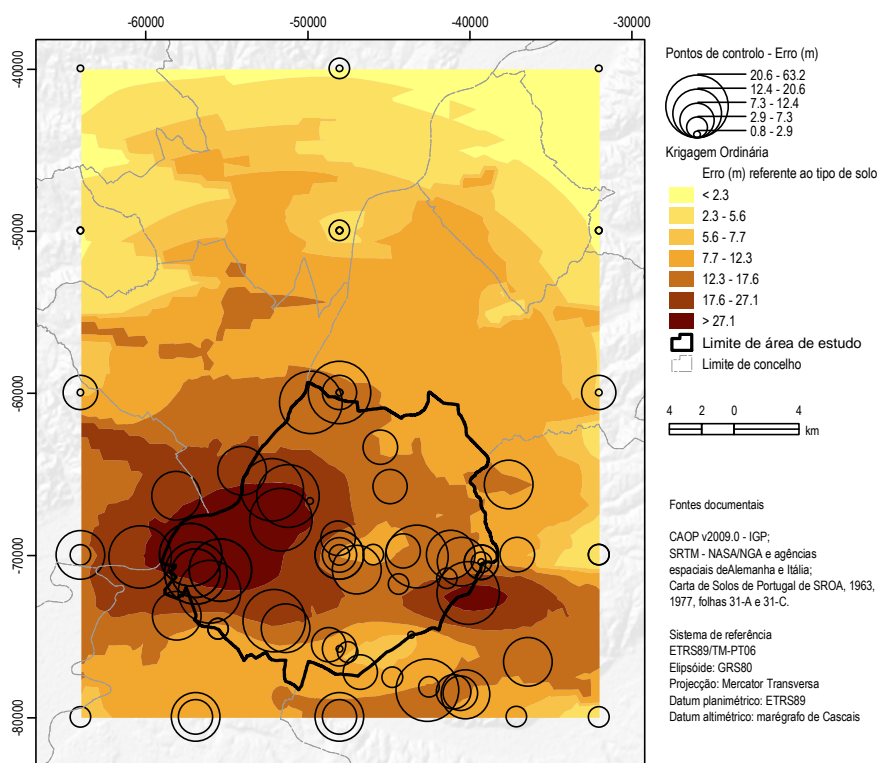 -60000
-50000
-40000
-30000
-40000
-50000
-60000
-70000
-80000
Pontos de controlo - Erro (m)
20.6 - 63.2
12.4 - 20.6
7.3 - 12.4
2.9 - 7.3
0.8 - 2.9
Krigagem Ordinária
Erro (m) referente ao tipo de solo
< 2.3
2.3 - 5.6
5.6 - 7.7
7.7 - 12.3
12.3 - 17.6
17.6 - 27.1
> 27.1
Limite de área de estudo
Limite de concelho
4 2 0 4
km
Fontes documentais
CAOP v2009.0 - IGP;
SRTM - NASA/NGA e agências
espaciais deAlemanha e Itália;
Carta de Solos de Portugal de SROA, 1963,
1977, folhas 31-A e 31-C.
Sistema de referência
ETRS89/TM-PT06
Elipsóide: GRS80
Projecção: Mercator Transversa
Datum planimétrico: ETRS89
Datum altimétrico: marégrafo de Cascais